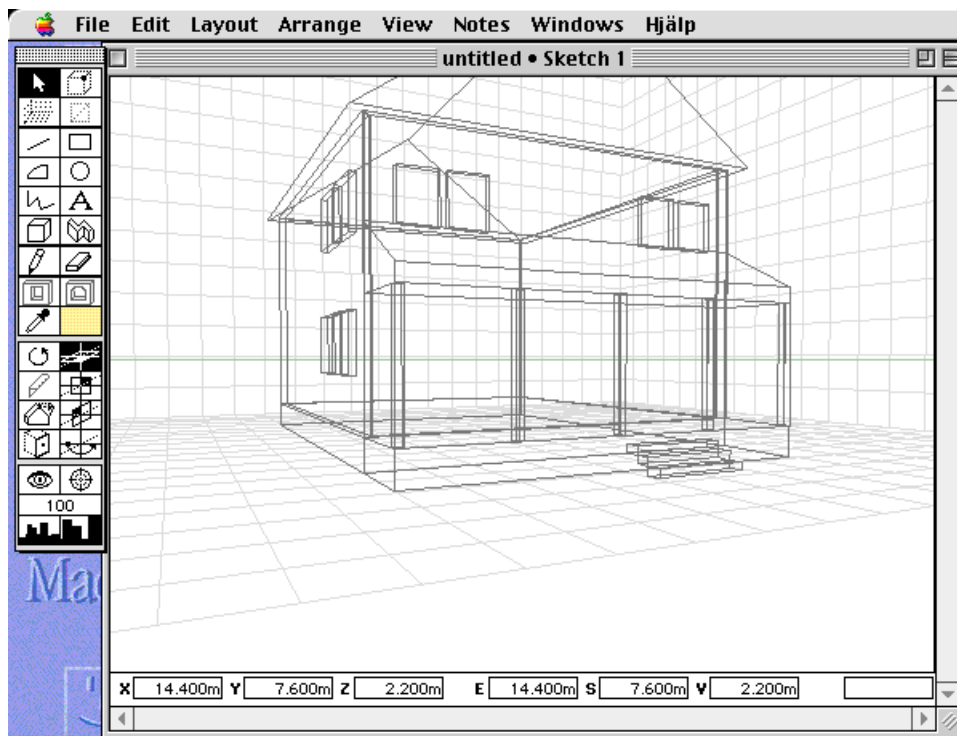 File Edit Layout Arrange View Notes Windows Hjälp
untitled • Sketch 1
A
100
Mac
X 14.400m Y 7.600m Z 2.200m E 14.400m S 7.600m V 2.200m